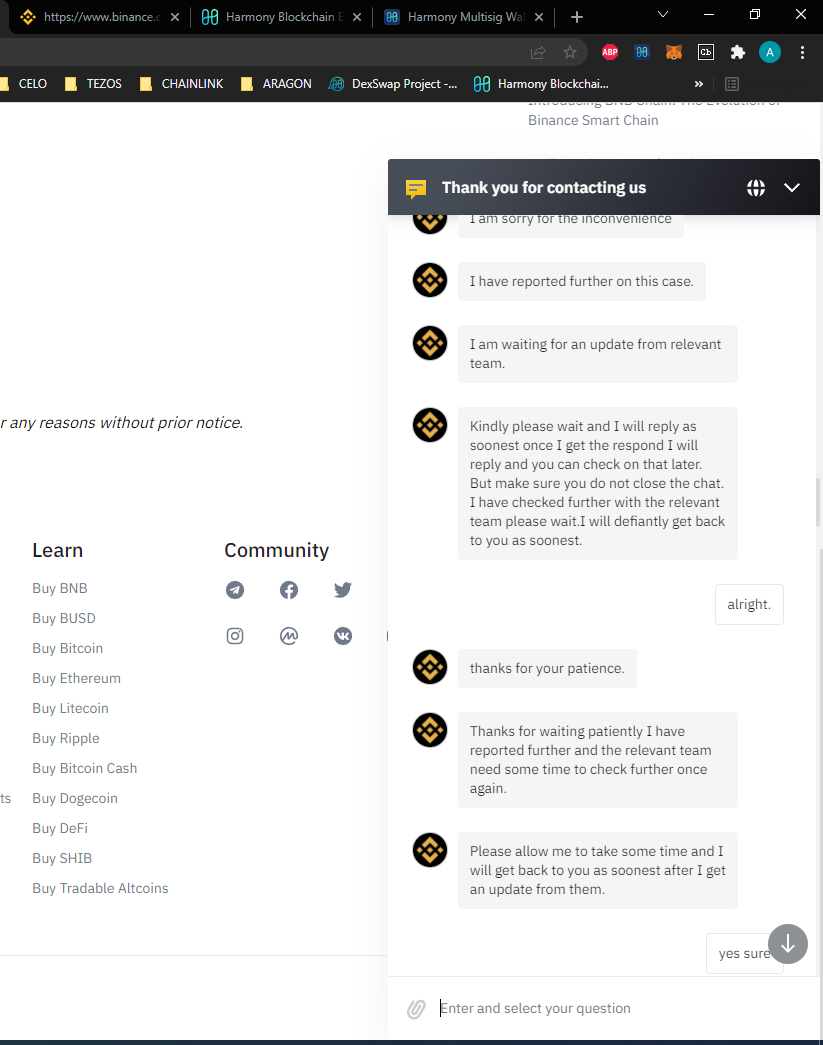 https://www.binance.c
Harmony Blockchain E
Harmony Multisig Wal
ABP
A
CELO
TEZOS
CHAINLINK
ARAGON
DexSwap Project -...
Harmony Blockchai...
»
Introducing BNB Chain: The Evolution of
Binance Smart Chain
Thank you for contacting us
I am sorry for the inconvenience
I have reported further on this case.
I am waiting for an update from relevant
team.
Kindly please wait and I will reply as
soonest once I get the respond I will
reply and you can check on that later.
But make sure you do not close the chat.
I have checked further with the relevant
team please wait.I will defiantly get back
to you as soonest.
alright.
thanks for your patience.
Thanks for waiting patiently I have
reported further and the relevant team
need some time to check further once
again.
Please allow me to take some time and I
will get back to you as soonest after I get
an update from them.
yes sure
Enter and select your question
r any reasons without prior notice.
Learn
Buy BNB
Buy BUSD
Buy Bitcoin
Buy Ethereum
Buy Litecoin
Buy Ripple
Buy Bitcoin Cash
ts
Buy Dogecoin
Buy DeFi
Buy SHIB
Buy Tradable Altcoins
Community